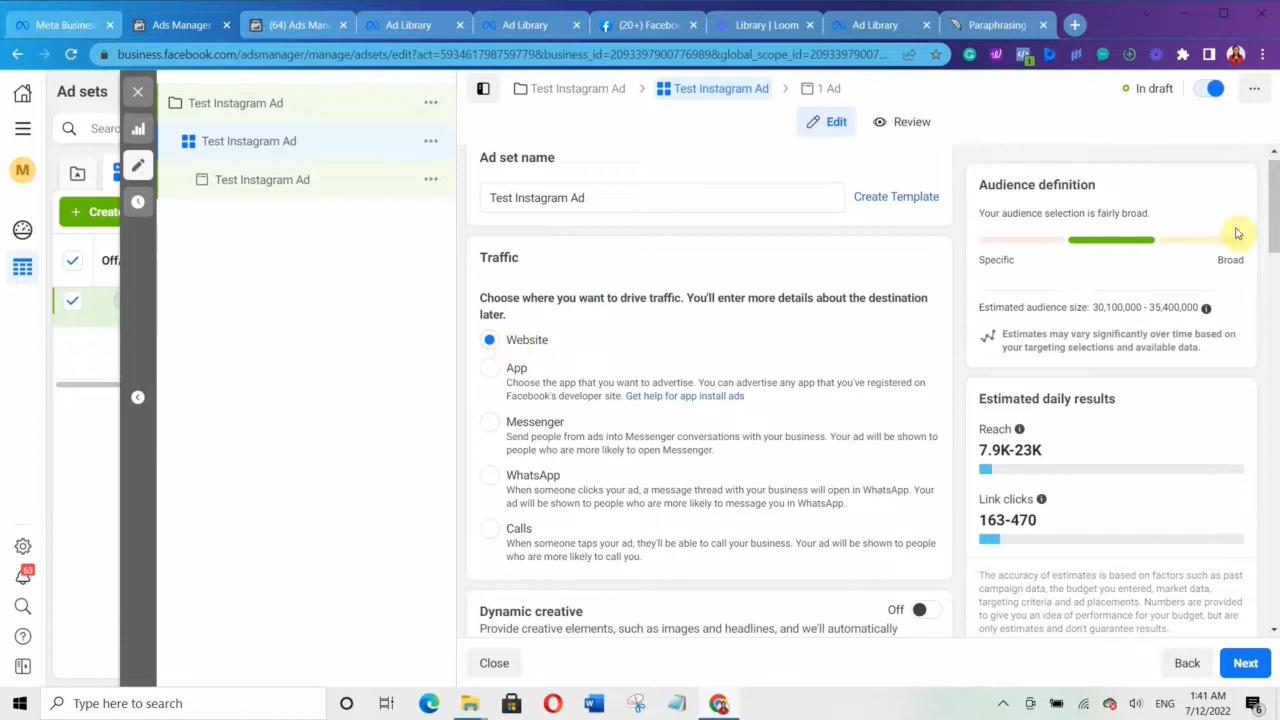 Meta Business
Ads Manager
(64) Ads Man
Ad Library
Ad Library
(20+) Facebo
Library | Loom
Ad Library
Paraphrasing
business.facebook.com/adsmanager/manage/adsets/edit?act=593461798759779&business_id=2093397900776989&global_scope_id=20933979007...
1
Ad sets
Searc
M
+ Create
Off/
63
Test Instagram Ad
Test Instagram Ad
Test Instagram Ad
Test Instagram Ad
Test Instagram Ad
1 Ad
In draft
Edit
Review
Ad set name
Test Instagram Ad
Create Template
Traffic
Choose where you want to drive traffic. You'll enter more details about the destination
later.
Website
App
Choose the app that you want to advertise. You can advertise any app that you've registered on
Facebook's developer site. Get help for app install ads
Messenger
Send people from ads into Messenger conversations with your business. Your ad will be shown to
people who are more likely to open Messenger.
WhatsApp
When someone clicks your ad, a message thread with your business will open in WhatsApp. Your
ad will be shown to people who are more likely to message you in WhatsApp.
Calls
When someone taps your ad, they'll be able to call your business. Your ad will be shown to people
who are more likely to call you.
Dynamic creative
Off
Provide creative elements, such as images and headlines, and we'll automatically
Audience definition
Your audience selection is fairly broad.
Specific
Broad
Estimated audience size: 30,100,000 - 35,400,000
Estimates may vary significantly over time based on
your targeting selections and available data.
Estimated daily results
Reach
7.9K-23K
Link clicks
163-470
The accuracy of estimates is based on factors such as past
campaign data, the budget you entered, market data,
targeting criteria and ad placements. Numbers are provided
to give you an idea of performance for your budget, but are
only estimates and don't guarantee results.
Close
Back
Next
Type here to search
ENG
1:41 AM
7/12/2022
6